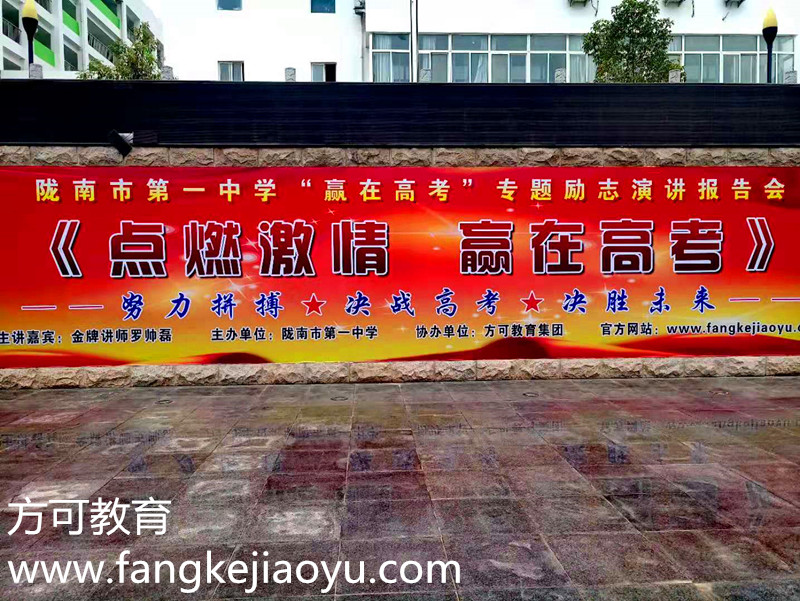 陇南市第一中学“赢在高考”专题励志演讲报告会
《点燃激情 赢在高考》
——努力拼搏★决战高考★决胜未来——
主讲嘉宾：金牌讲师罗帅磊 主办单位：陇南市第一中学 协办单位：方可教育集团 官方网站：www.fangkejiaoyu.c
方可教育
www.fangkejiaoyu.com